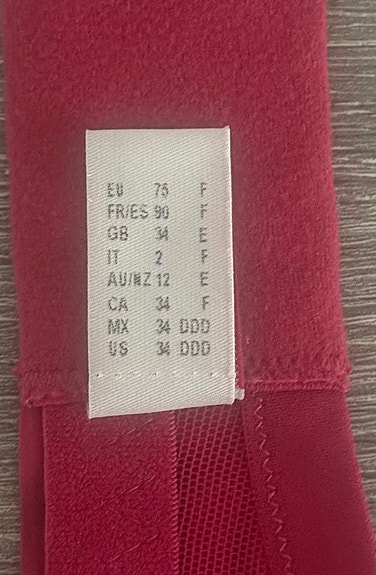 EU 75 F
FR/ES 90 F
GB 34 E
IT 2 F
AU/NZ 12 E
CA 34 F
MX 34 DDD
US 34 DDD